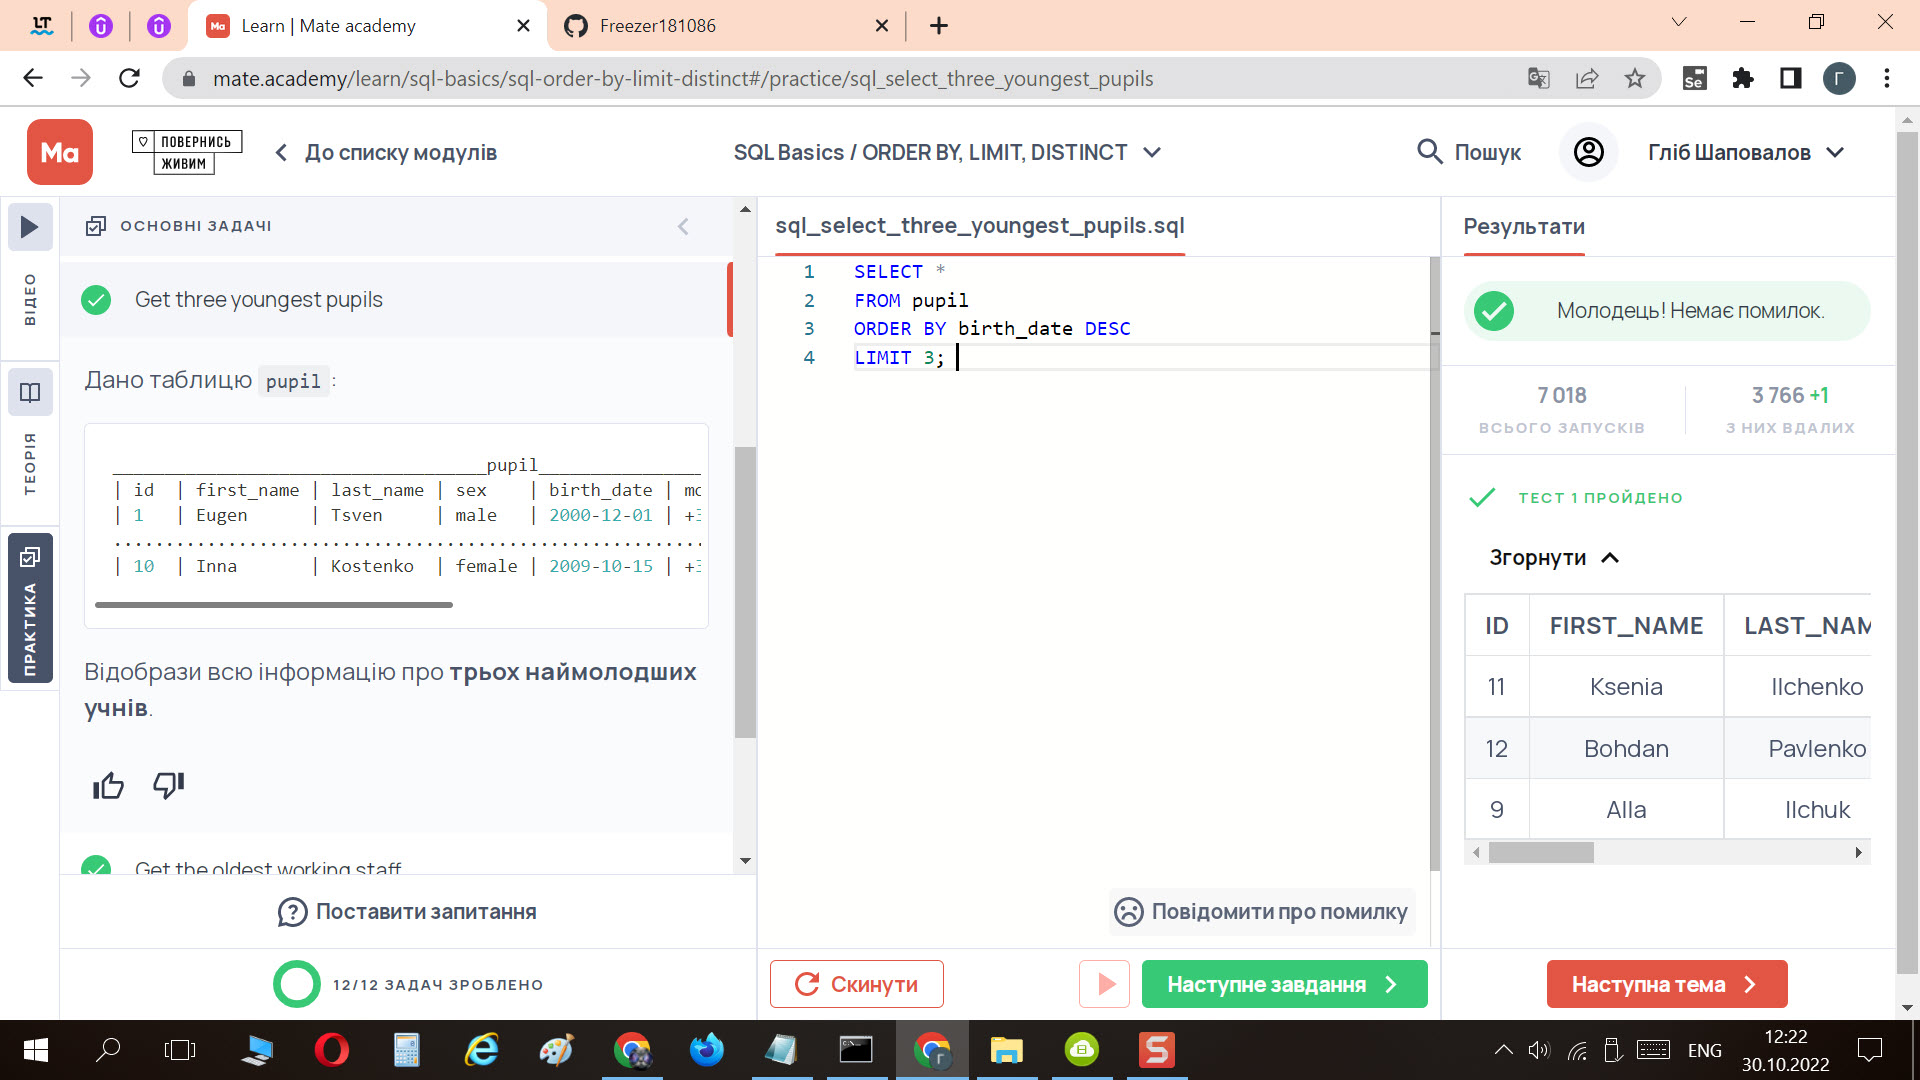 Learn | Mate academy
Freezer181086
mate.academy/learn/sql-basics/sql-order-by-limit-distinct#/practice/sql_select_three_youngest_pupils
Se
Г
Ma
ПОВЕРНИСЬ
ЖИВИМ
До списку модулів
SQL Basics / ORDER BY, LIMIT, DISTINCT
Пошук
Гліб Шаповалов
ВІДЕО
ТЕОРІЯ
ПРАКТИКА
ОСНОВНІ ЗАДАЧІ
Get three youngest pupils
Дано таблицю pupil :
____________________________________pupil________________
| id | first_name | last_name | sex | birth_date | mo
| 1 | Eugen | Tsven | male | 2000-12-01 | +3
.........................................................
| 10 | Inna | Kostenko | female | 2009-10-15 | +3
Відобрази всю інформацію про трьох наймолодших
учнів.
Get the oldest working staff
Поставити запитання
12/12 ЗАДАЧ ЗРОБЛЕНО
sql_select_three_youngest_pupils.sql
1 SELECT *
2 FROM pupil
3 ORDER BY birth_date DESC
4 LIMIT 3;
Повідомити про помилку
Скинути
Наступне завдання
Результати
Молодець! Немає помилок.
7 018
ВСЬОГО ЗАПУСКІВ
3 766 +1
З НИХ ВДАЛИХ
ТЕСТ 1 ПРОЙДЕНО
Згорнути
ID FIRST_NAME LAST_NAM
11 Ksenia Ilchenko
12 Bohdan Pavlenko
9 Alla Ilchuk
Наступна тема
ENG
12:22
30.10.2022